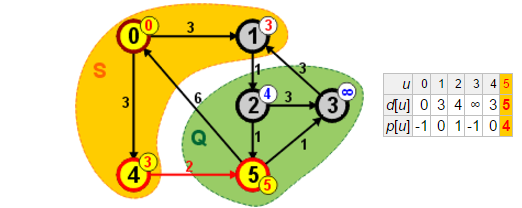 0 0 3 1 3
S
3 1
6 2 4 3 3 3 ∞
Q 1
4 3 2 5 5 1
u 0 1 2 3 4 5
d[u] 0 3 4 ∞ 3 5
p[u] -1 0 1 -1 0 4